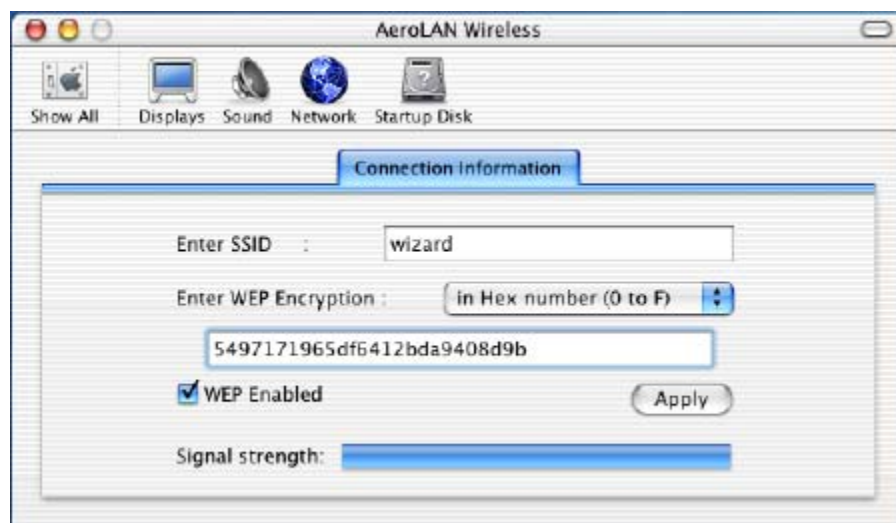 AeroLAN Wireless
Show All Displays Sound Network Startup Disk
Connection Information
Enter SSID : wizard
Enter WEP Encryption : in Hex number (0 to F)
5497171965df6412bda9408d9b
WEP Enabled Apply
Signal strength: